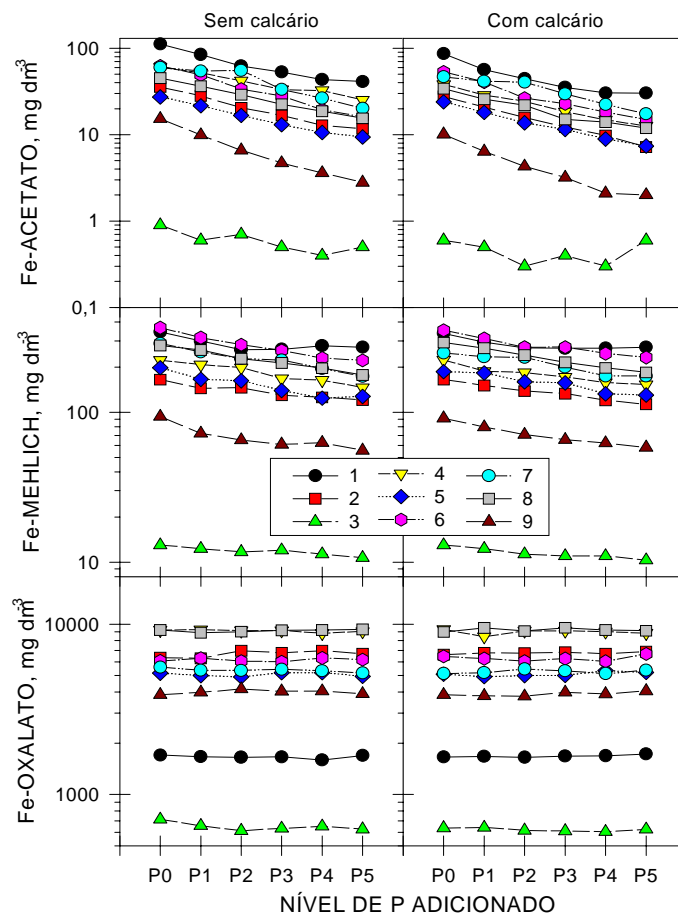 Sem calcário
Com calcário
Fe-ACETATO, mg dm-3
100
10
1
0,1
Fe-MEHLICH, mg dm-3
100
10
1 4 7
2 5 8
3 6 9
Fe-OXALATO, mg dm-3
10000
1000
P0 P1 P2 P3 P4 P5
P0 P1 P2 P3 P4 P5
NÍVEL DE P ADICIONADO